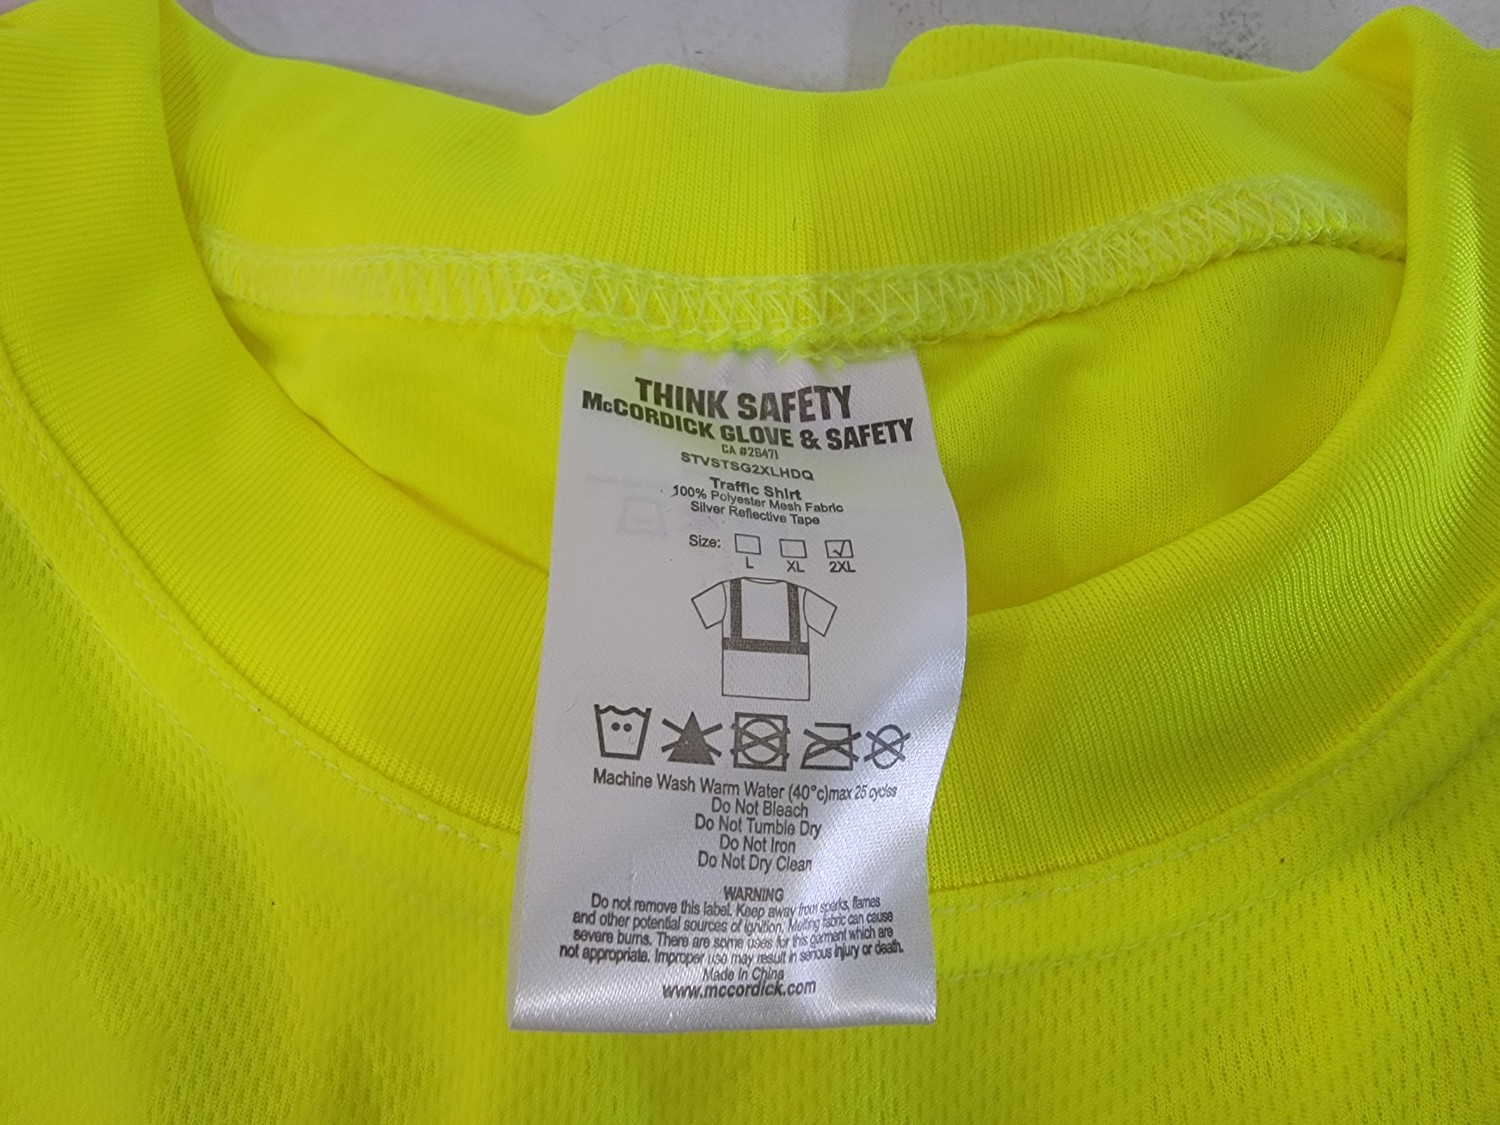 THINK SAFETY
McCORDICK GLOVE & SAFETY
CA #26471
STVSTSG2XLHDQ
Traffic Shirt
100% Polyester Mesh Fabric
Silver Reflective Tape
Size:
L XL 2XL
Machine Wash Warm Water (40°c)max 25 cycles
Do Not Bleach
Do Not Tumble Dry
Do Not Iron
Do Not Dry Clean
WARNING
Do not remove this label. Keep away from sparks, flames
and other potential sources of ignition. Melting fabric can cause
severe burns. There are some uses for this garment which are
not appropriate. Improper use may result in serious injury or death.
Made In China
www.mccordick.com